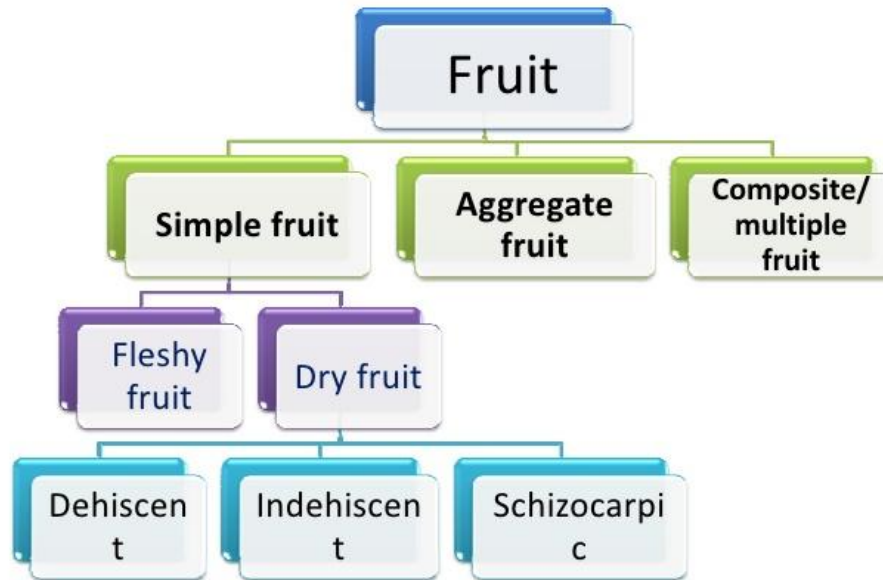 Fruit
Simple fruit
Aggregate
fruit
Composite/
multiple
fruit
Fleshy
fruit
Dry fruit
Dehiscen
t
Indehiscen
t
Schizocarpi
c